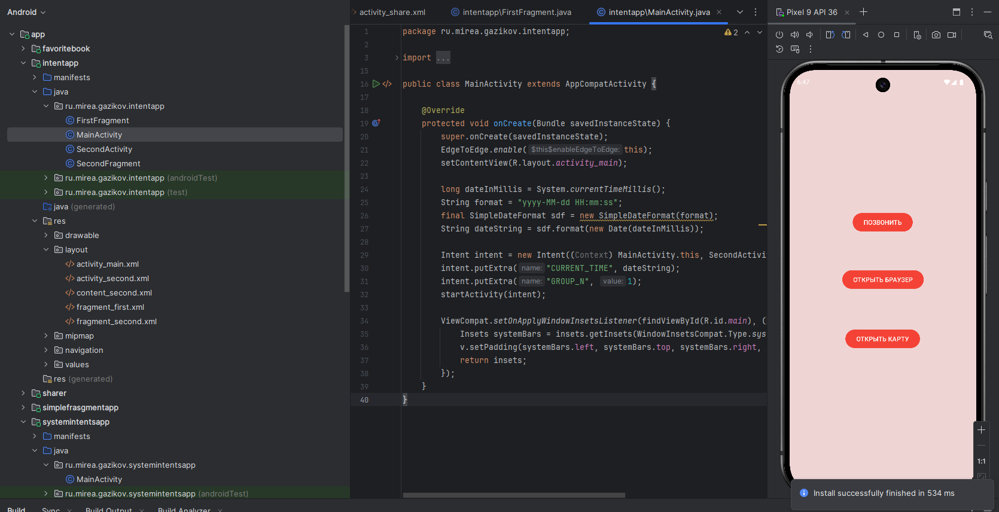 Android
app
favoritebook
intentapp
manifests
java
ru.mirea.gazikov.intentapp
FirstFragment
MainActivity
SecondActivity
SecondFragment
ru.mirea.gazikov.intentapp (androidTest)
ru.mirea.gazikov.intentapp (test)
java (generated)
res
drawable
layout
activity_main.xml
activity_second.xml
content_second.xml
fragment_first.xml
fragment_second.xml
mipmap
navigation
values
res (generated)
sharer
simplefrasgmentapp
systemintentsapp
manifests
java
ru.mirea.gazikov.systemintentsapp
MainActivity
ru.mirea.gazikov.systemintentsapp (androidTest)
Build Sync Build Output Build Analyzer
activity_share.xml intentapp\FirstFragment.java intentapp\MainActivity.java
2
1 package ru.mirea.gazikov.intentapp;
2
3 import ...
15
16 public class MainActivity extends AppCompatActivity {
17
18 @Override
19 protected void onCreate(Bundle savedInstanceState) {
20 super.onCreate(savedInstanceState);
21 EdgeToEdge.enable( $this$enableEdgeToEdge: this);
22 setContentView(R.layout.activity_main);
23
24 long dateInMillis = System.currentTimeMillis();
25 String format = "yyyy-MM-dd HH:mm:ss";
26 final SimpleDateFormat sdf = new SimpleDateFormat(format);
27 String dateString = sdf.format(new Date(dateInMillis));
28
29 Intent intent = new Intent((Context) MainActivity.this, SecondActivi
30 intent.putExtra( name: "CURRENT_TIME", dateString);
31 intent.putExtra( name: "GROUP_N", value: 1);
32 startActivity(intent);
33
34 ViewCompat.setOnApplyWindowInsetsListener(findViewById(R.id.main), (
35 Insets systemBars = insets.getInsets(WindowInsetsCompat.Type.sys
36 v.setPadding(systemBars.left, systemBars.top, systemBars.right,
37 return insets;
38 });
39 }
40 }
Pixel 9 API 36
6:47
ПОЗВОНИТЬ
ОТКРЫТЬ БРАУЗЕР
ОТКРЫТЬ КАРТУ
1:1
Install successfully finished in 534 ms